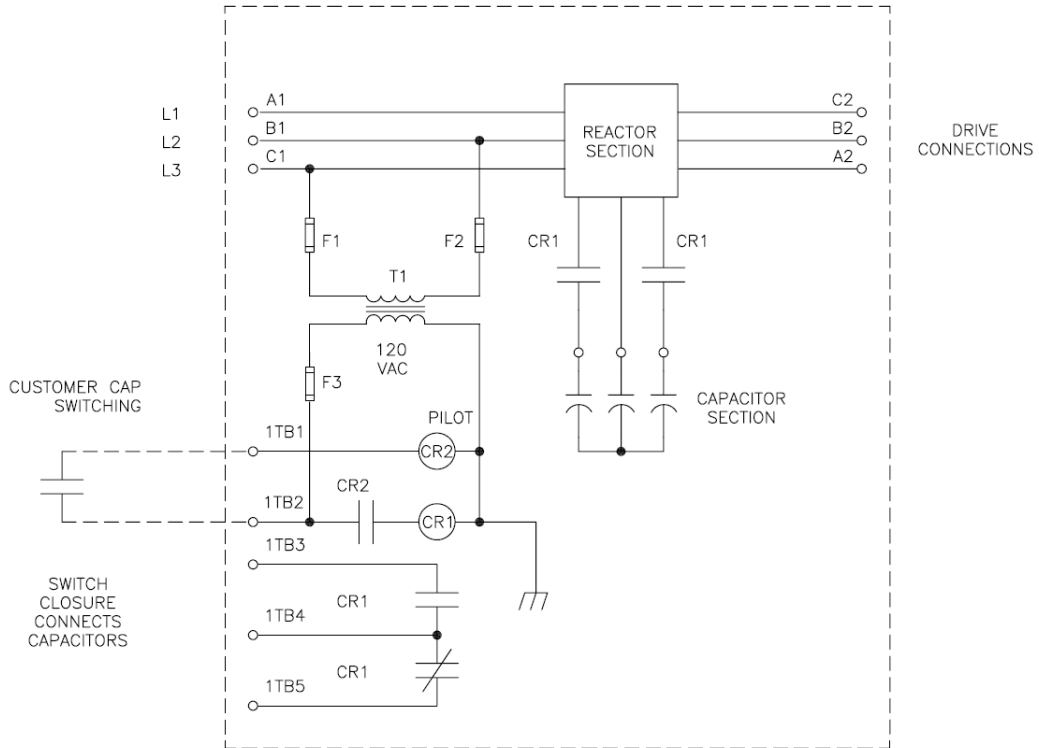 L1
L2
L3
A1
B1
C1
REACTOR
SECTION
C2
B2
A2
DRIVE
CONNECTIONS
F1
F2
T1
120
VAC
F3
CR1
CR1
CAPACITOR
SECTION
CUSTOMER CAP
SWITCHING
1TB1
PILOT
CR2
1TB2
CR2
CR1
1TB3
CR1
1TB4
CR1
1TB5
SWITCH
CLOSURE
CONNECTS
CAPACITORS